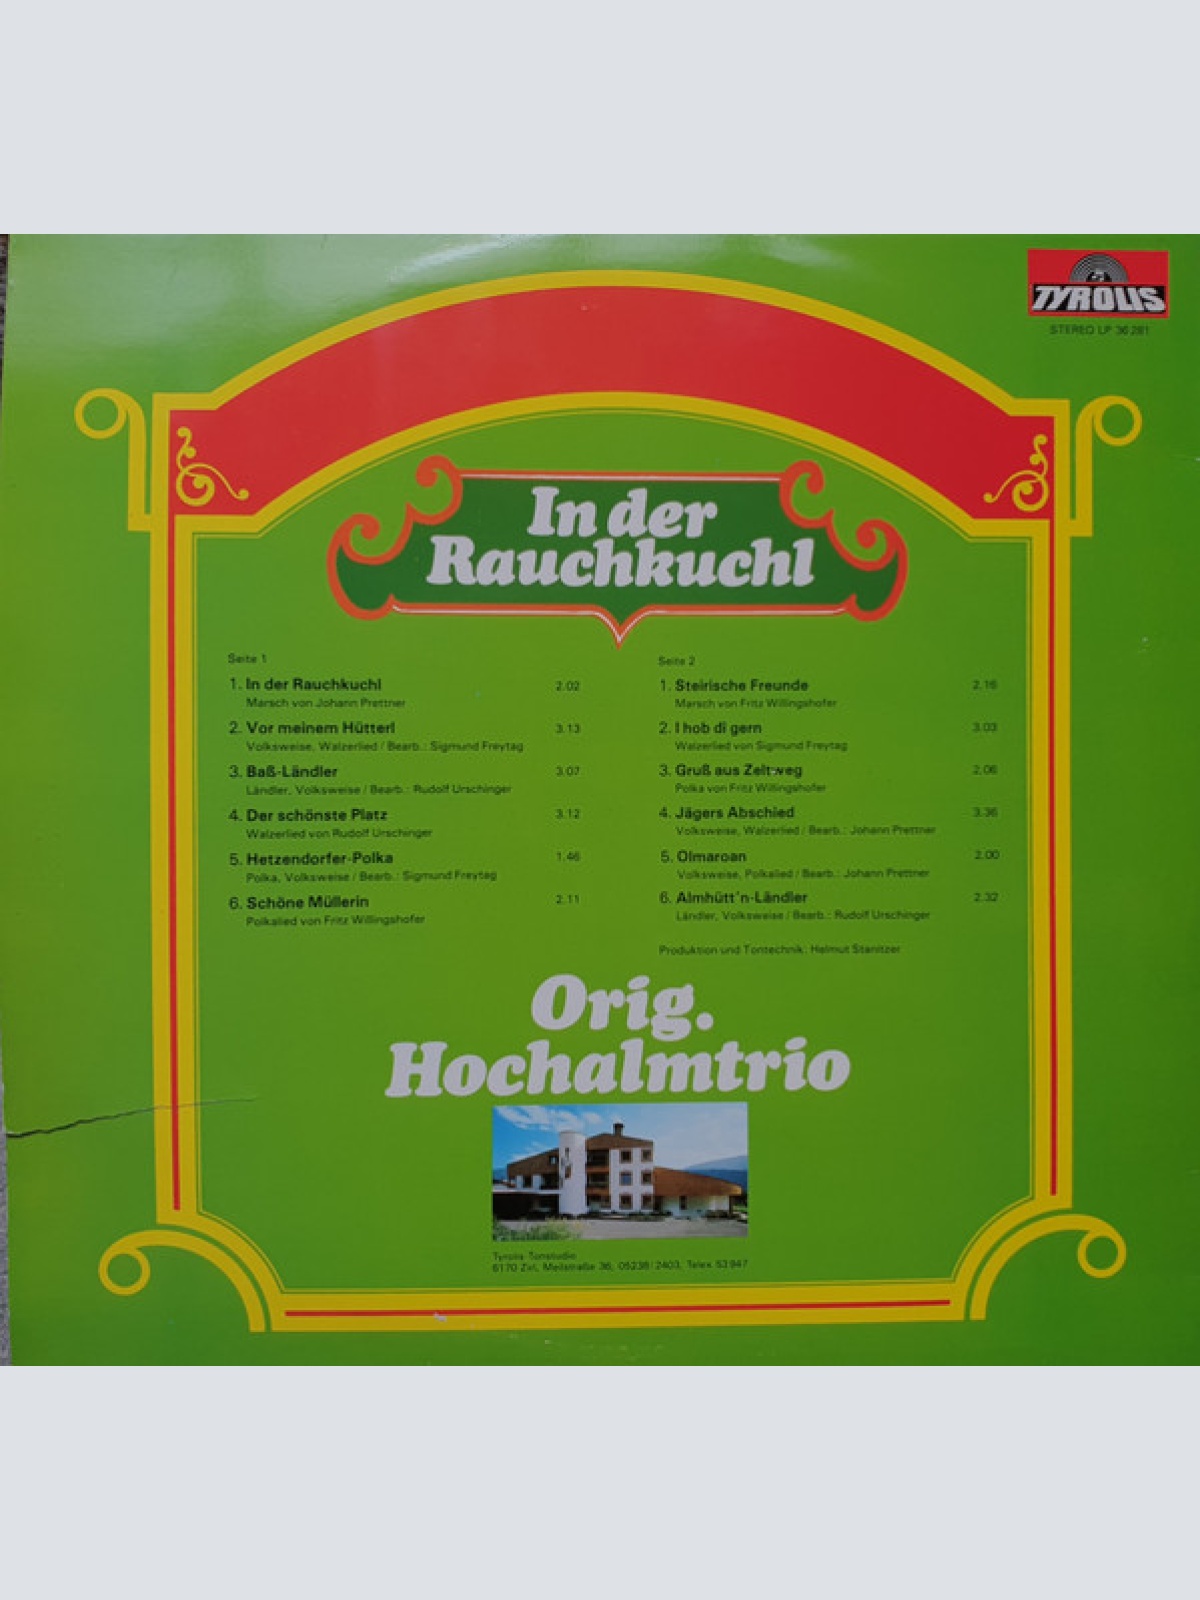 TYROLIS
STEREO LP 36 281
In der
Rauchkuchl
Seite 1
1. In der Rauchkuchl 2.02
Marsch von Johann Prettner
2. Vor meinem Hütterl 3.13
Volksweise, Walzerlied / Bearb.: Sigmund Freytag
3. Baß-Ländler 3.07
Ländler, Volksweise / Bearb.: Rudolf Urschinger
4. Der schönste Platz 3.12
Walzerlied von Rudolf Urschinger
5. Hetzendorfer-Polka 1.46
Polka, Volksweise / Bearb.: Sigmund Freytag
6. Schöne Müllerin 2.11
Polkalied von Fritz Willingshofer
Seite 2
1. Steirische Freunde 2.16
Marsch von Fritz Willingshofer
2. I hob di gern 3.03
Walzerlied von Sigmund Freytag
3. Gruß aus Zeltweg 2.06
Polka von Fritz Willingshofer
4. Jägers Abschied 3.36
Volksweise, Walzerlied / Bearb.: Johann Prettner
5. Olmaroan 2.00
Volksweise, Polkalied / Bearb.: Johann Prettner
6. Almhütt'n-Ländler 2.32
Ländler, Volksweise / Bearb.: Rudolf Urschinger
Produktion und Tontechnik: Helmut Stanitzer
Orig.
Hochalmtrio
Tyrolis Tonstudio
6170 Zirl, Meilstraße 36, 05238/2403, Telex 53947